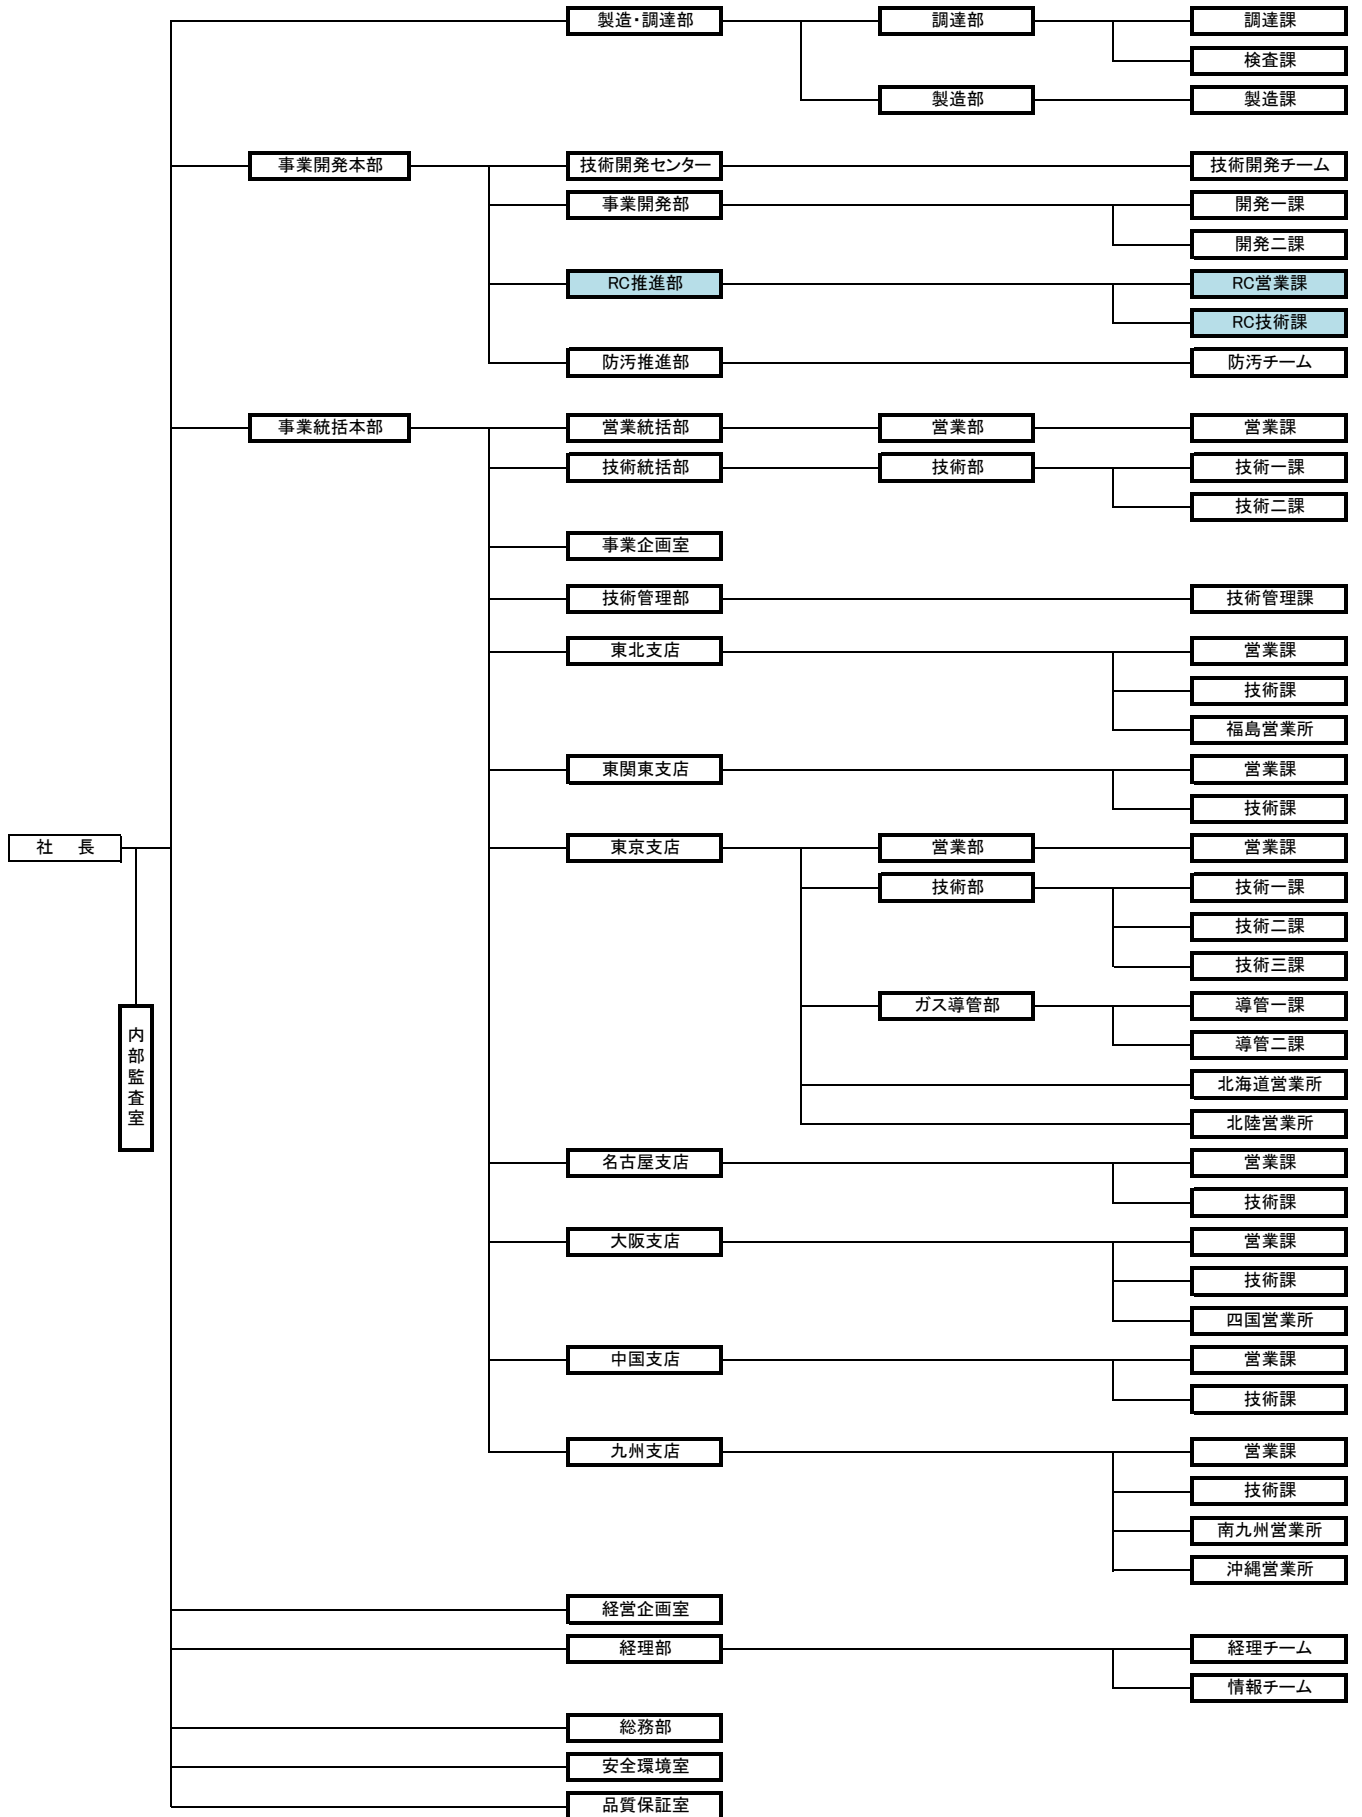 製造・調達部 調達部 調達課
検査課
製造部 製造課
事業開発本部 技術開発センター 技術開発チーム
事業開発部 開発一課
開発二課
RC推進部 RC営業課
RC技術課
防汚推進部 防汚チーム
事業統括本部 営業統括部 営業部 営業課
技術統括部 技術部 技術一課
技術二課
事業企画室
技術管理部 技術管理課
東北支店 営業課
技術課
福島営業所
東関東支店 営業課
技術課
社 長 東京支店 営業部 営業課
技術部 技術一課
技術二課
技術三課
ガス導管部 導管一課
導管二課
内部監査室
北海道営業所
北陸営業所
名古屋支店 営業課
技術課
大阪支店 営業課
技術課
四国営業所
中国支店 営業課
技術課
九州支店 営業課
技術課
南九州営業所
沖縄営業所
経営企画室
経理部 経理チーム
情報チーム
総務部
安全環境室
品質保証室